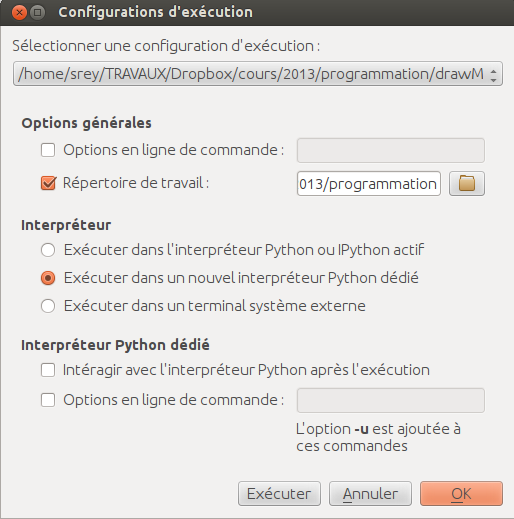 Configurations d'exécution
Sélectionner une configuration d'exécution :
/home/srey/TRAVAUX/Dropbox/cours/2013/programmation/drawM
Options générales
Options en ligne de commande :
Répertoire de travail : 013/programmation
Interpréteur
Exécuter dans l'interpréteur Python ou IPython actif
Exécuter dans un nouvel interpréteur Python dédié
Exécuter dans un terminal système externe
Interpréteur Python dédié
Intéragir avec l'interpréteur Python après l'exécution
Options en ligne de commande :
L'option -u est ajoutée à
ces commandes
Exécuter Annuler OK